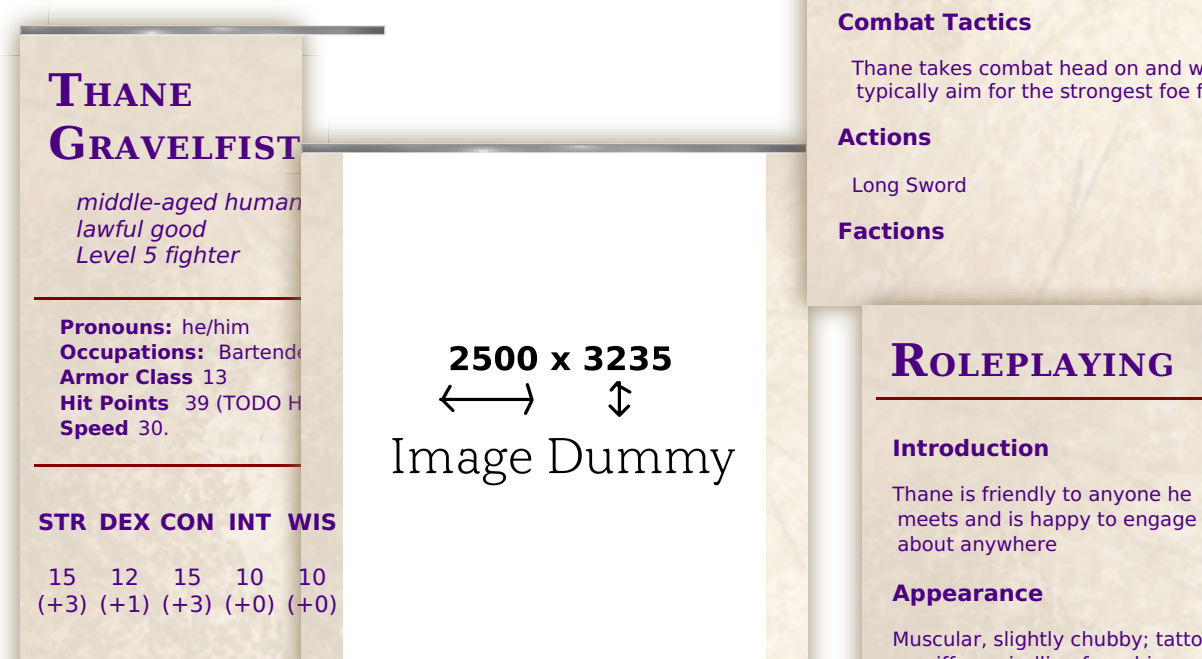 Thane
Gravelfist
middle-aged human
lawful good
Level 5 fighter
Pronouns: he/him
Occupations: Bartende
Armor Class 13
Hit Points 39 (TODO H
Speed 30.
STR DEX CON INT WIS
15 12 15 10 10
(+3) (+1) (+3) (+0) (+0)
2500 x 3235
Image Dummy
Combat Tactics
Thane takes combat head on and w
typically aim for the strongest foe f
Actions
Long Sword
Factions
Roleplaying
Introduction
Thane is friendly to anyone he
meets and is happy to engage
about anywhere
Appearance
Muscular, slightly chubby; tatto